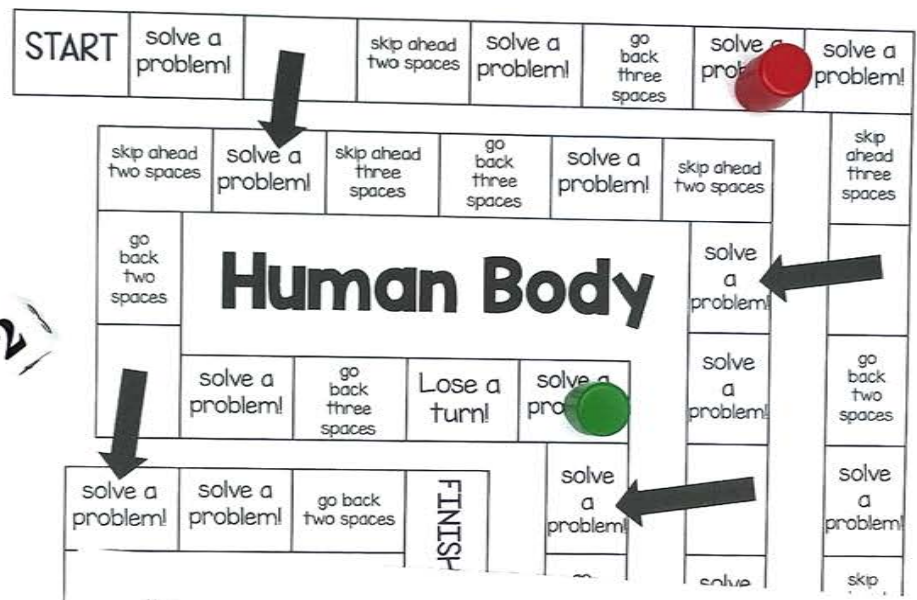 START
solve a
problem!
skip ahead
two spaces
solve a
problem!
go
back
three
spaces
solve a
solve a
problem!
skip
ahead
three
spaces
go
back
two
spaces
solve
a
problem!
skip
skip ahead
two spaces
solve a
problem!
skip ahead
three
spaces
go
back
three
spaces
solve a
problem!
skip ahead
two spaces
solve
a
problem!
solve
a
problem!
solve
go
back
two
spaces
Human Body
solve a
problem!
go
back
three
spaces
Lose a
turn!
solve a
solve
a
problem!
go
2
solve a
problem!
solve a
problem!
go back
two spaces
FINISH